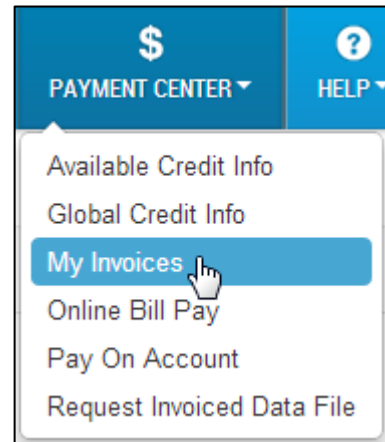 $ ?
PAYMENT CENTER HELP
Available Credit Info
Global Credit Info
My Invoices
Online Bill Pay
Pay On Account
Request Invoiced Data File